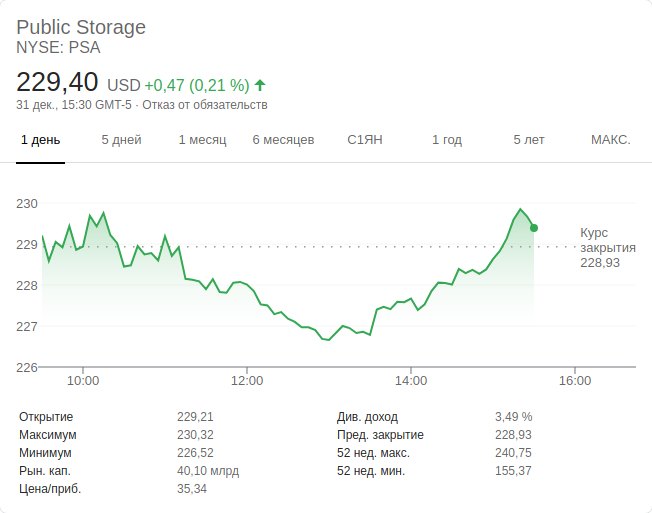 Public Storage
NYSE: PSA
229,40 USD +0,47 (0,21 %)
31 дек., 15:30 GMT-5 · Отказ от обязательств
1 день 5 дней 1 месяц 6 месяцев С1ЯН 1 год 5 лет МАКС.
230
229
228
227
226
Курс
закрытия
228,93
10:00 12:00 14:00 16:00
Открытие 229,21 Див. доход 3,49 %
Максимум 230,32 Пред. закрытие 228,93
Минимум 226,52 52 нед. макс. 240,75
Рын. кап. 40,10 млрд 52 нед. мин. 155,37
Цена/приб. 35,34